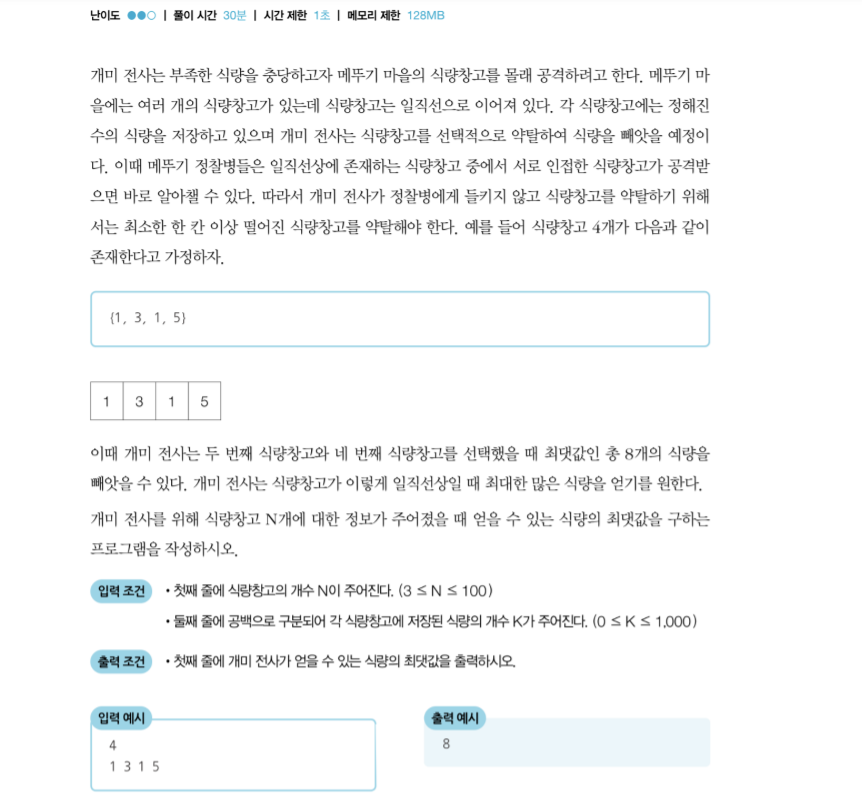 난이도 ●●○ | 풀이 시간 30분 | 시간 제한 1초 | 메모리 제한 128MB
개미 전사는 부족한 식량을 충당하고자 메뚜기 마을의 식량창고를 몰래 공격하려고 한다. 메뚜기 마
을에는 여러 개의 식량창고가 있는데 식량창고는 일직선으로 이어져 있다. 각 식량창고에는 정해진
수의 식량을 저장하고 있으며 개미 전사는 식량창고를 선택적으로 약탈하여 식량을 빼앗을 예정이
다. 이때 메뚜기 정찰병들은 일직선상에 존재하는 식량창고 중에서 서로 인접한 식량창고가 공격받
으면 바로 알아챌 수 있다. 따라서 개미 전사가 정찰병에게 들키지 않고 식량창고를 약탈하기 위해
서는 최소한 한 칸 이상 떨어진 식량창고를 약탈해야 한다. 예를 들어 식량창고 4개가 다음과 같이
존재한다고 가정하자.
{1, 3, 1, 5}
1 3 1 5
이때 개미 전사는 두 번째 식량창고와 네 번째 식량창고를 선택했을 때 최댓값인 총 8개의 식량을
빼앗을 수 있다. 개미 전사는 식량창고가 이렇게 일직선상일 때 최대한 많은 식량을 얻기를 원한다.
개미 전사를 위해 식량창고 N개에 대한 정보가 주어졌을 때 얻을 수 있는 식량의 최댓값을 구하는
프로그램을 작성하시오.
입력 조건 • 첫째 줄에 식량창고의 개수 N이 주어진다. (3 ≤ N ≤ 100)
• 둘째 줄에 공백으로 구분되어 각 식량창고에 저장된 식량의 개수 K가 주어진다. (0 ≤ K ≤ 1,000)
출력 조건 • 첫째 줄에 개미 전사가 얻을 수 있는 식량의 최댓값을 출력하시오.
입력 예시
4
1 3 1 5
출력 예시
8